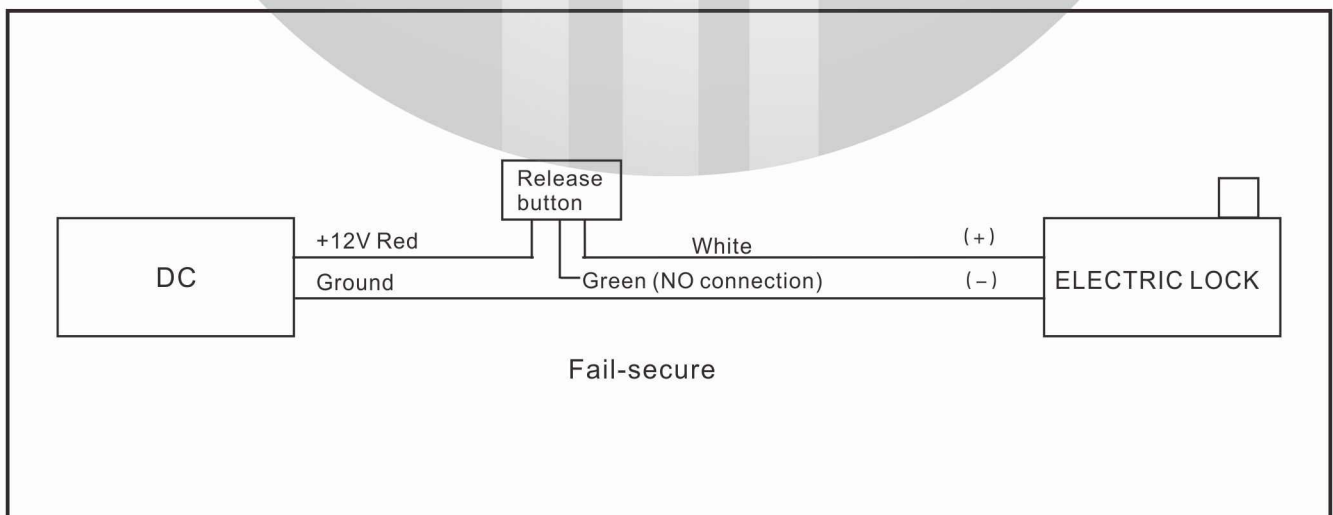 Release
button
+12V Red
White
(+)
DC
Ground
Green (NO connection)
(-)
ELECTRIC LOCK
Fail-secure